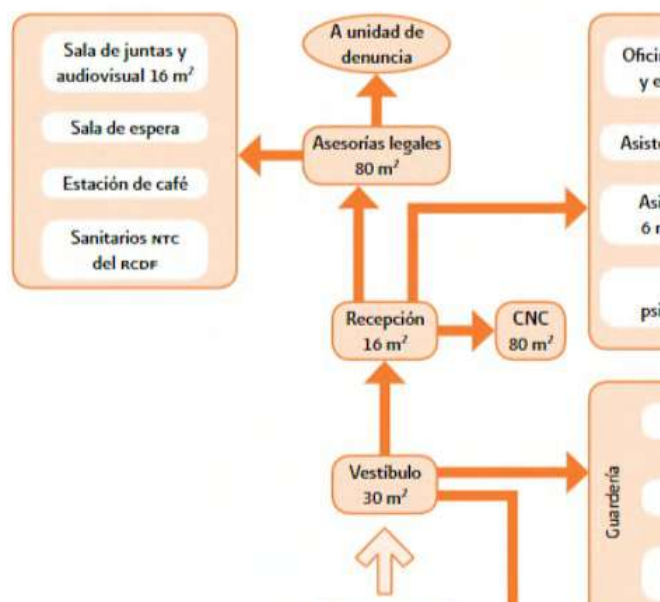 Sala de juntas y
audiovisual 16 m²
Sala de espera
Estación de café
Sanitarios NTC
del RCDF
A unidad de
denuncia
Asesorías legales
80 m²
Recepción
16 m²
CNC
80 m²
Vestíbulo
30 m²
y
6
Guardería